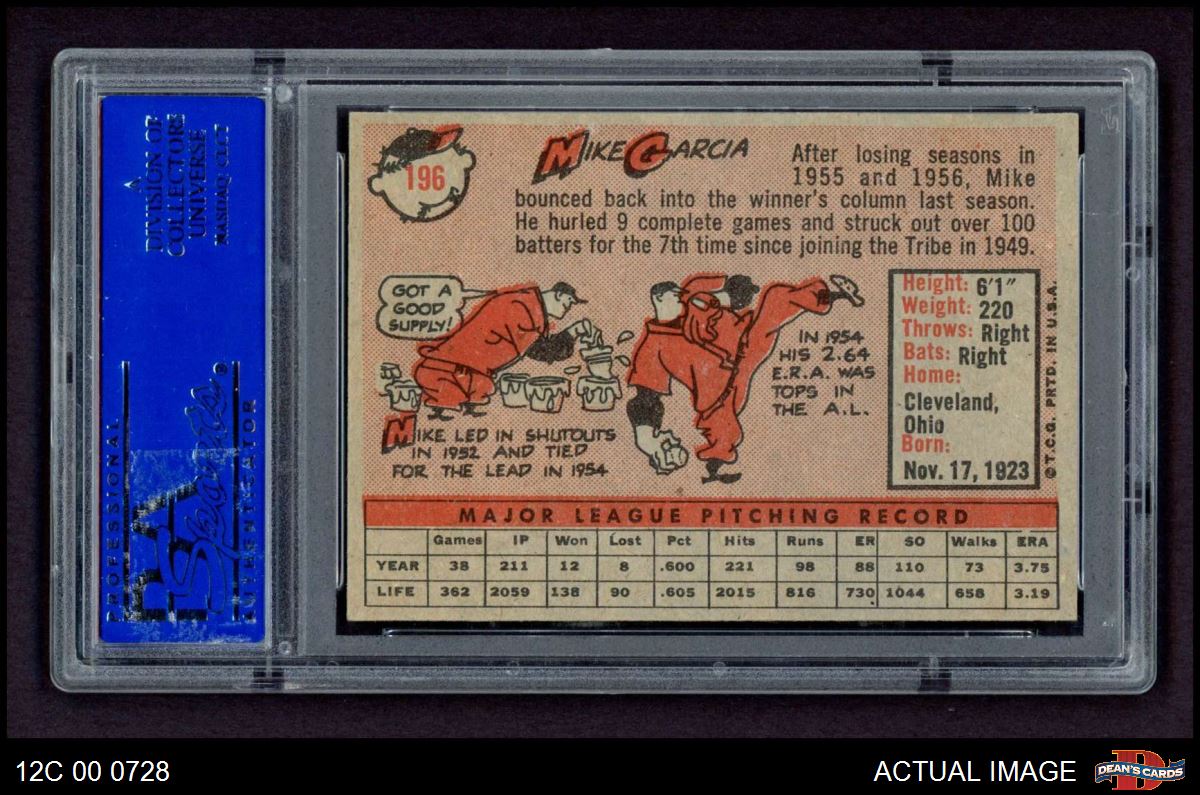 A
DIVISION OF
COLLECTORS
UNIVERSE
NASDAQ: CLCT
PROFESSIONAL
PSA
Sports
AUTHENTICATOR
®
196
MIKE GARCIA
After losing seasons in
1955 and 1956, Mike
bounced back into the winner's column last season.
He hurled 9 complete games and struck out over 100
batters for the 7th time since joining the Tribe in 1949.
GOT A
GOOD
SUPPLY!
MIKE LED IN SHUTOUTS
IN 1952 AND TIED
FOR THE LEAD IN 1954
IN 1954
HIS 2.64
E.R.A. WAS
TOPS IN
THE A.L.
Height: 6'1"
Weight: 220
Throws: Right
Bats: Right
Home:
Cleveland,
Ohio
Born:
Nov. 17, 1923
© T.C.G. PRTD. IN U.S.A.
MAJOR LEAGUE PITCHING RECORD
Games IP Won Lost Pct Hits Runs ER SO Walks ERA
YEAR 38 211 12 8 .600 221 98 88 110 73 3.75
LIFE 362 2059 138 90 .605 2015 816 730 1044 658 3.19
12C 00 0728
ACTUAL IMAGE
D
DEAN'S CARDS